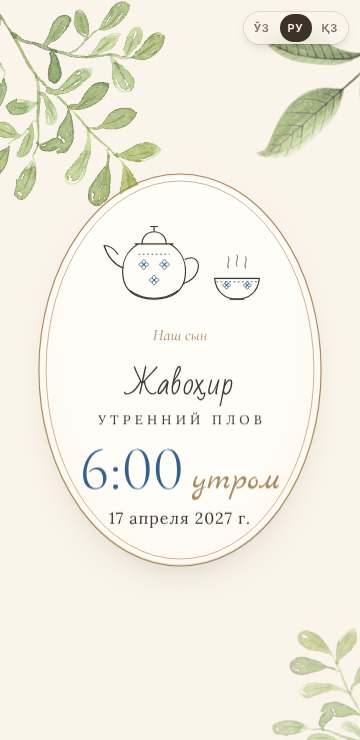 ЎЗ РУ ҚЗ
Наш сын
Жавоҳир
УТРЕННИЙ ПЛОВ
6:00 утром
17 апреля 2027 г.